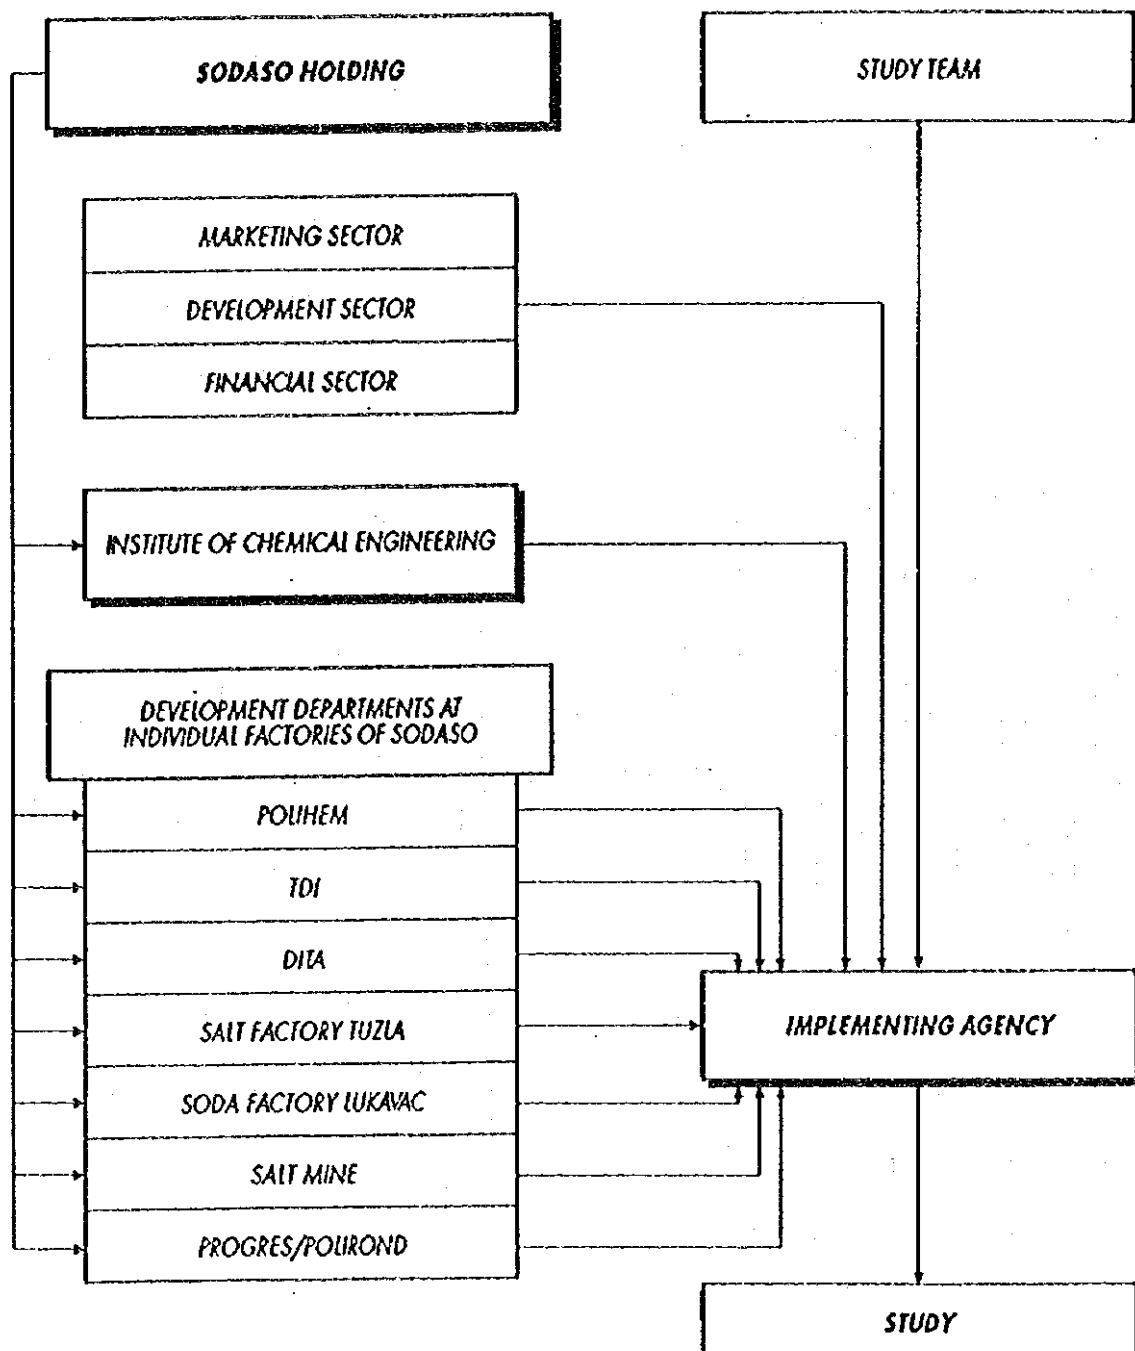 SODASO HOLDING
STUDY TEAM
MARKETING SECTOR
DEVELOPMENT SECTOR
FINANCIAL SECTOR
INSTITUTE OF CHEMICAL ENGINEERING
DEVELOPMENT DEPARTMENTS AT
INDIVIDUAL FACTORIES OF SODASO
POLIHEM
TDI
DITA
SALT FACTORY TUZLA
IMPLEMENTING AGENCY
SODA FACTORY LUKAVAC
SALT MINE
PROGRES/POLIROND
STUDY